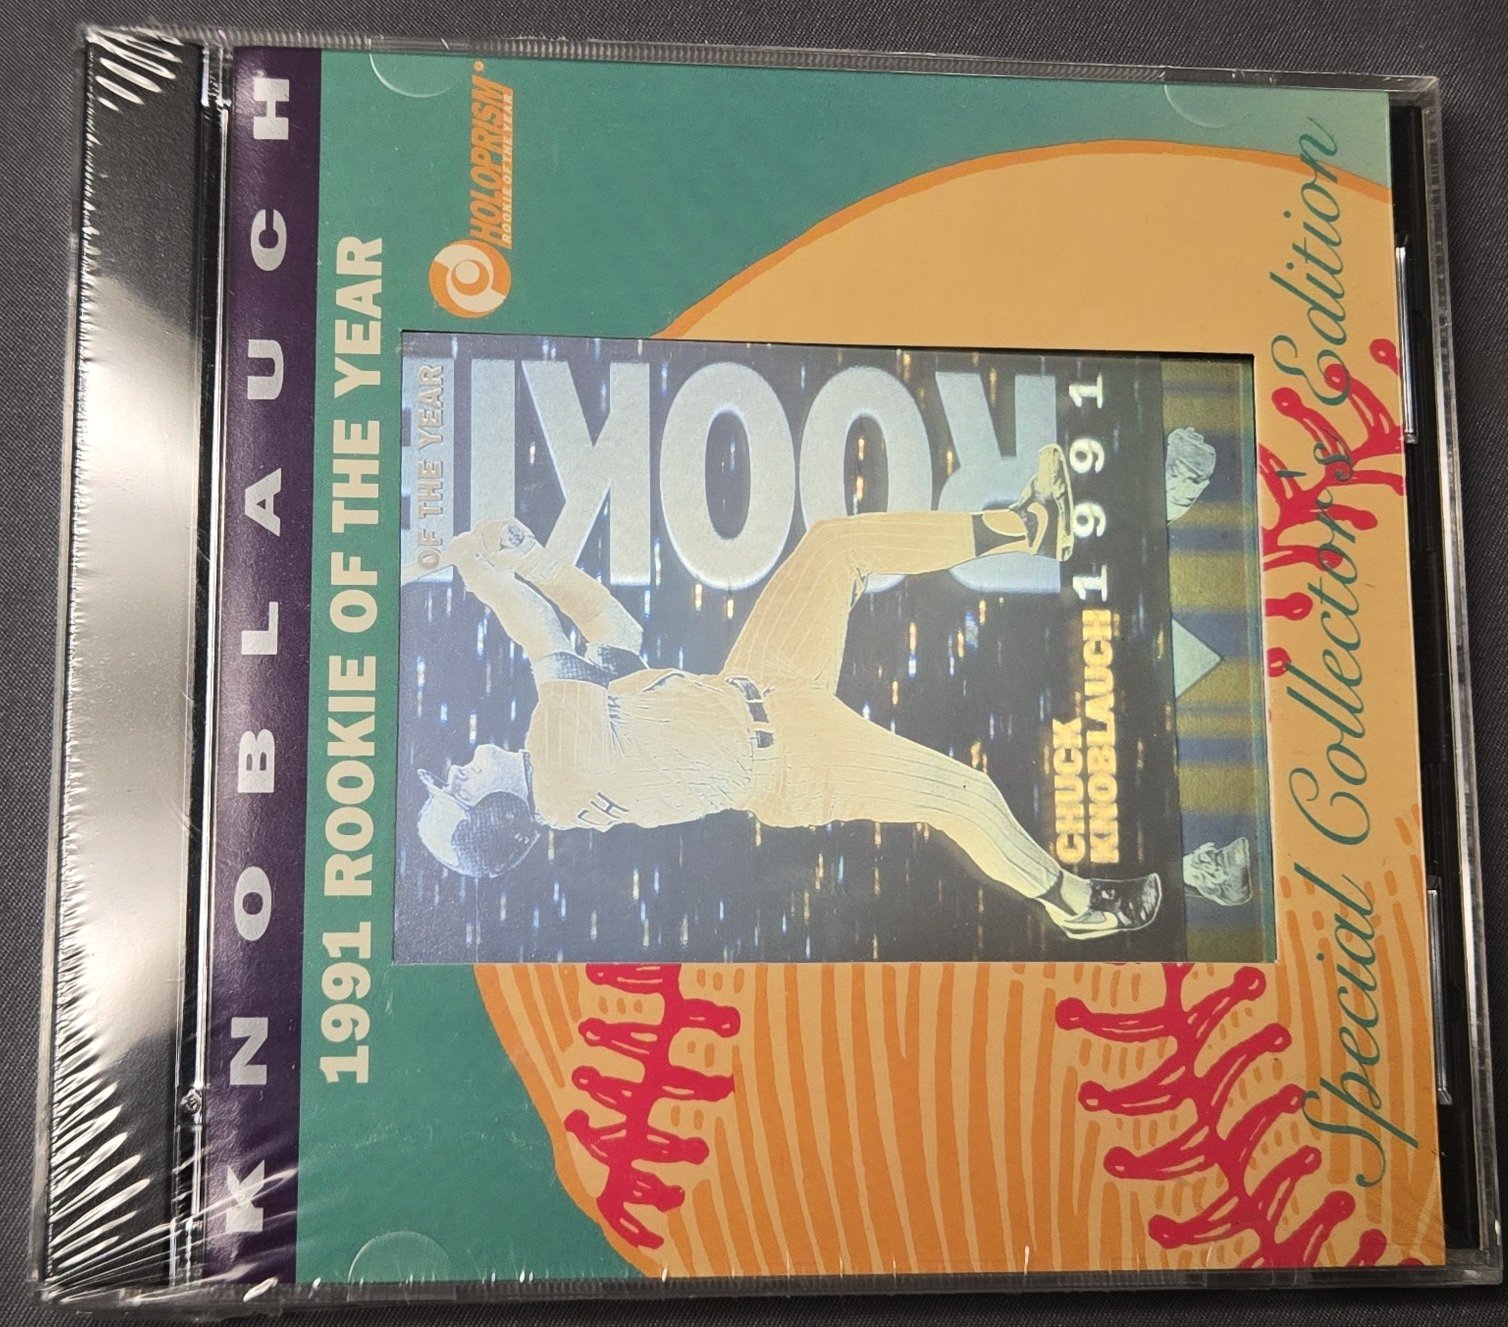 KNOBLAUCH
1991 ROOKIE OF THE YEAR
HOLOPRISM®
ROOKIE OF THE YEAR
OF THE YEAR
ROOKI
1991
CHUCK
KNOBLAUCH
CH
Special Collector's Edition